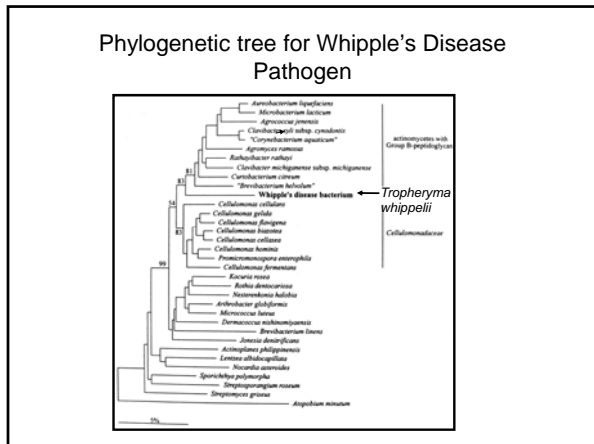 Phylogenetic tree for Whipple's Disease
Pathogen
Aureobacterium liquefaciens
Microbacterium lacticum
Agrococcus jenensis
subsp. cynodontis
"Corynebacterium aquaticum"
Agromyces ramosus
Rathayibacter rathayi
Clavibacter michiganense subsp. michiganense
Curtobacterium citreum
"Brevibacterium helvolum"
Whipple's disease bacterium
Tropheryma
whippelii
Cellulomonas cellulans
Cellulomonas gelida
Cellulomonas flavigena
Cellulomonas biazotea
Cellulomonas cellasea
Cellulomonas hominis
Promicromonospora enterophila
Cellulomonas fermentans
Kocuria rosea
Rothia dentocariosa
Nesterenkonia halobia
Arthrobacter globiformis
Micrococcus luteus
Dermacoccus nishinomiyaensis
Brevibacterium linens
Jonesia denitrificans
Actinoplanes philippinensis
Lentzea albidocapillata
Nocardia asteroides
Sporichthya polymorpha
Streptosporangium roseum
Streptomyces griseus
Atopobium minutum
actinomycetes with
Group B-peptidoglycan
Cellulomonadaceae
81
83
54
83
99
5%